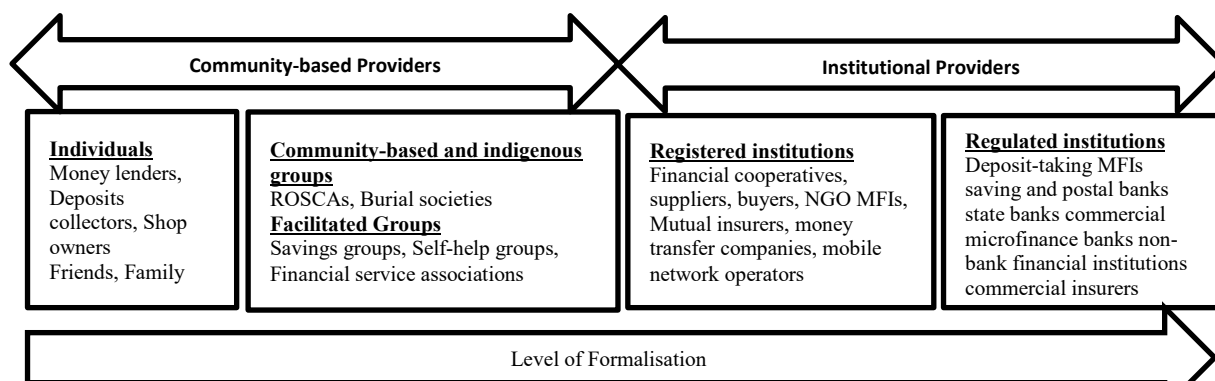 Community-based Providers
Institutional Providers
Individuals
Money lenders,
Deposits
collectors, Shop
owners
Friends, Family
Community-based and indigenous
groups
ROSCAs, Burial societies
Facilitated Groups
Savings groups, Self-help groups,
Financial service associations
Registered institutions
Financial cooperatives,
suppliers, buyers, NGO MFIs,
Mutual insurers, money
transfer companies, mobile
network operators
Regulated institutions
Deposit-taking MFIs
saving and postal banks
state banks commercial
microfinance banks non-
bank financial institutions
commercial insurers
Level of Formalisation